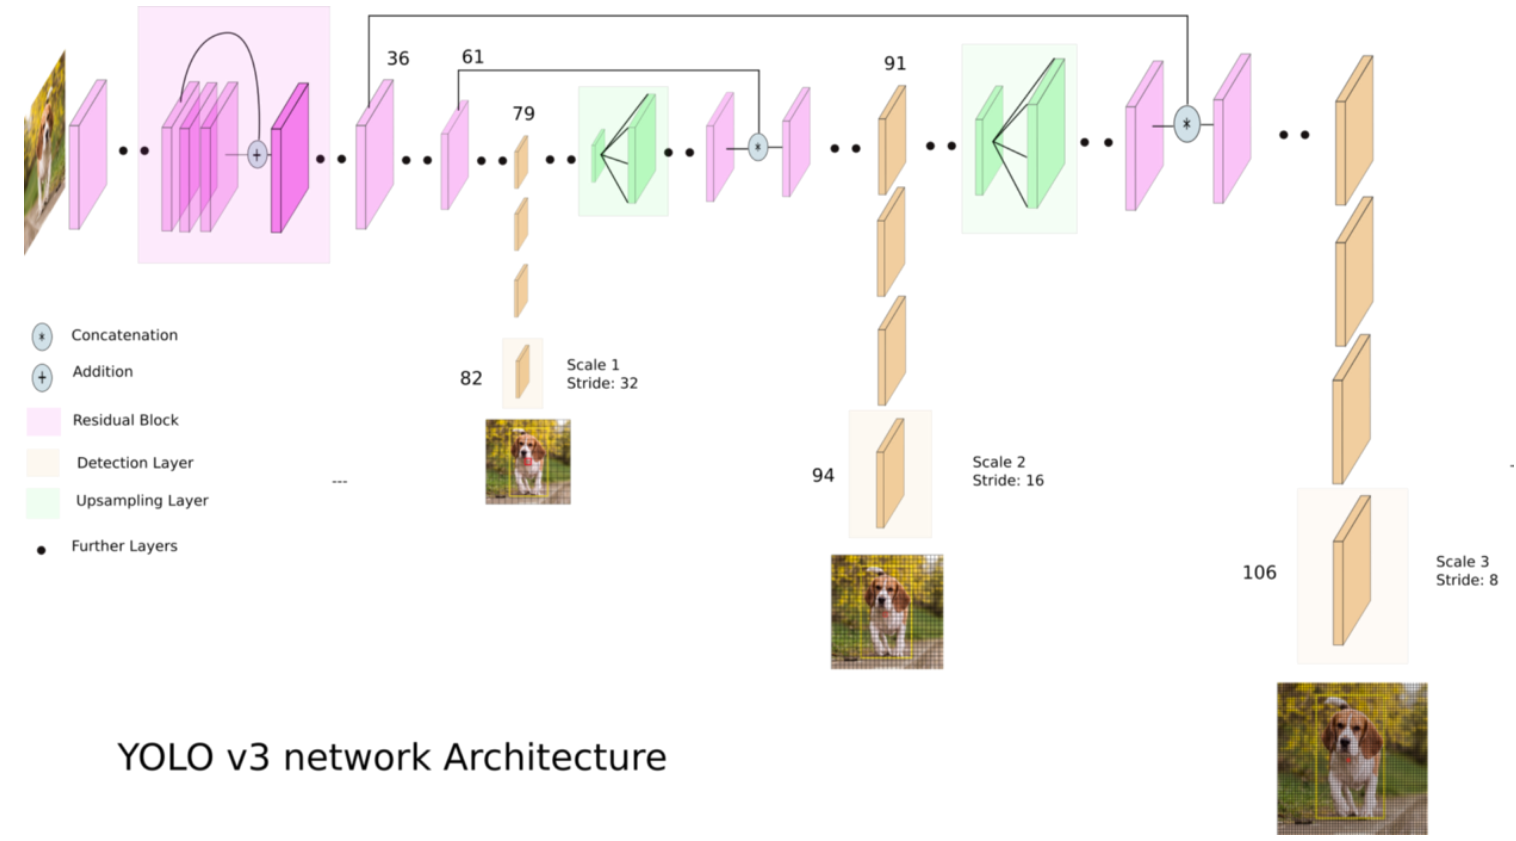 36
61
79
91
*
*
+
* Concatenation
+ Addition
Residual Block
Detection Layer
Upsampling Layer
Further Layers
---
82
Scale 1
Stride: 32
94
Scale 2
Stride: 16
106
Scale 3
Stride: 8
YOLO v3 network Architecture